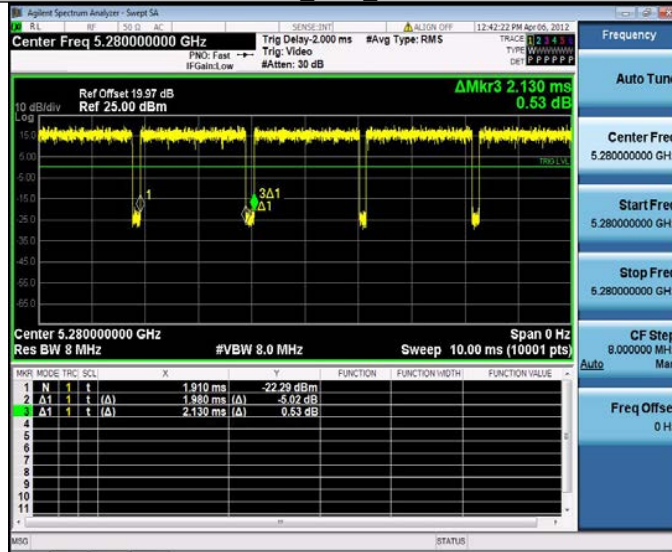 Agilent Spectrum Analyzer - Swept SA
RL RF 50 Ω AC SENSE:INT ALIGN OFF 12:42:22 PM Apr 06, 2012
Center Freq 5.280000000 GHz
PNO: Fast
IFGain:Low
Trig Delay-2.000 ms
Trig: Video
#Atten: 30 dB
#Avg Type: RMS
TRACE 1 2 3 4 5 6
TYPE WWWWWW
DET P P P P P P
Frequency
Auto Tune
ΔMkr3 2.130 ms
0.53 dB
Ref Offset 19.97 dB
10 dB/div Ref 25.00 dBm
Log
15.0
5.00
-5.00
-15.0
-25.0
-35.0
-45.0
-55.0
-65.0
TRIG LVL
1
3Δ1
Δ1
Center Freq
5.280000000 GH
Start Freq
5.280000000 GH
Stop Freq
5.280000000 GH
Center 5.280000000 GHz Span 0 Hz
Res BW 8 MHz #VBW 8.0 MHz Sweep 10.00 ms (10001 pts)
CF Step
8.000000 MH
Auto Ma
Freq Offse
0 H
MKR MODE TRC SCL X Y FUNCTION FUNCTION WIDTH FUNCTION VALUE
1 N 1 t 1.910 ms -22.29 dBm
2 Δ1 1 t (Δ) 1.980 ms (Δ) -5.02 dB
3 Δ1 1 t (Δ) 2.130 ms (Δ) 0.53 dB
4
5
6
7
8
9
10
11
MSG STATUS